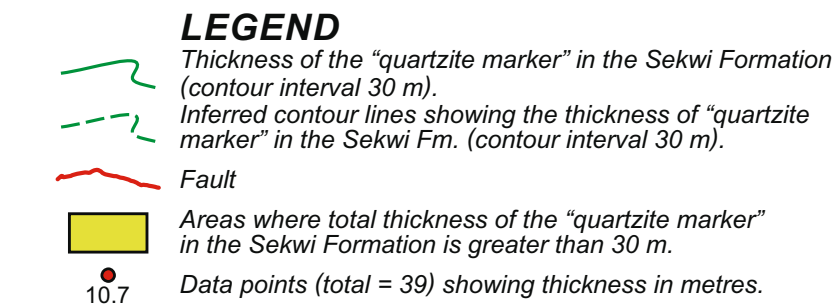 LEGEND
Thickness of the “quartzite marker” in the Sekwi Formation
(contour interval 30 m).
Inferred contour lines showing the thickness of “quartzite
marker” in the Sekwi Fm. (contour interval 30 m).
Fault
Areas where total thickness of the “quartzite marker”
in the Sekwi Formation is greater than 30 m.
Data points (total = 39) showing thickness in metres.
10.7